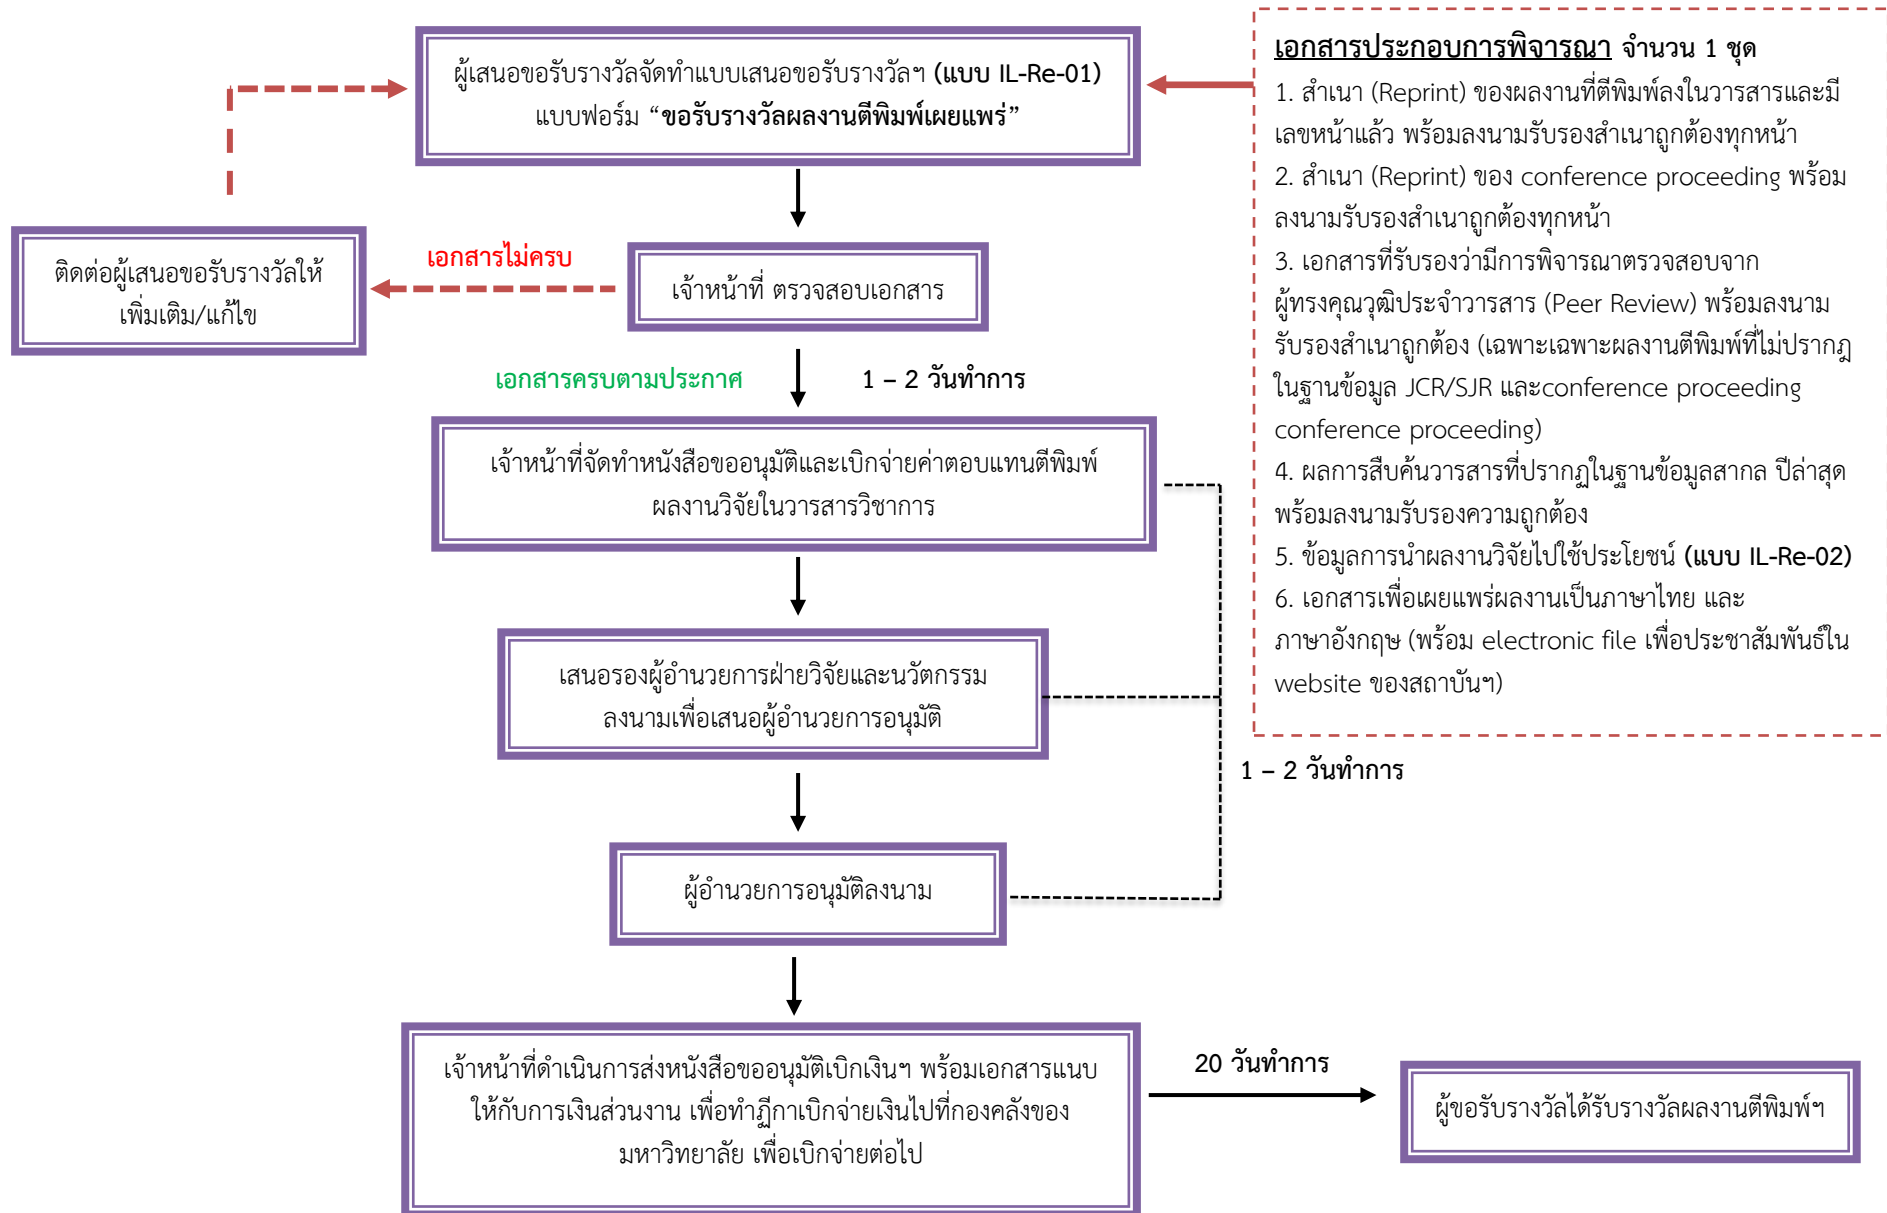 ผู้เสนอขอรับรางวัลจัดทำแบบเสนอขอรับรางวัลฯ (แบบ IL-Re-01)
แบบฟอร์ม “ขอรับรางวัลผลงานตีพิมพ์เผยแพร่”
เอกสารประกอบการพิจารณา จำนวน 1 ชุด
1. สำเนา (Reprint) ของผลงานที่ตีพิมพ์ลงในวารสารและมี
เลขหน้าแล้ว พร้อมลงนามรับรองสำเนาถูกต้องทุกหน้า
2. สำเนา (Reprint) ของ conference proceeding พร้อม
ลงนามรับรองสำเนาถูกต้องทุกหน้า
3. เอกสารที่รับรองว่ามีการพิจารณาตรวจสอบจาก
ผู้ทรงคุณวุฒิประจำวารสาร (Peer Review) พร้อมลงนาม
รับรองสำเนาถูกต้อง (เฉพาะเฉพาะผลงานตีพิมพ์ที่ไม่ปรากฏ
ในฐานข้อมูล JCR/SJR และconference proceeding
conference proceeding)
4. ผลการสืบค้นวารสารที่ปรากฏในฐานข้อมูลสากล ปีล่าสุด
พร้อมลงนามรับรองความถูกต้อง
5. ข้อมูลการนำผลงานวิจัยไปใช้ประโยชน์ (แบบ IL-Re-02)
6. เอกสารเพื่อเผยแพร่ผลงานเป็นภาษาไทย และ
ภาษาอังกฤษ (พร้อม electronic file เพื่อประชาสัมพันธ์ใน
website ของสถาบันฯ)
ติดต่อผู้เสนอขอรับรางวัลให้
เพิ่มเติม/แก้ไข
เอกสารไม่ครบ
เจ้าหน้าที่ ตรวจสอบเอกสาร
เอกสารครบตามประกาศ
1 – 2 วันทำการ
เจ้าหน้าที่จัดทำหนังสือขออนุมัติและเบิกจ่ายค่าตอบแทนตีพิมพ์
ผลงานวิจัยในวารสารวิชาการ
เสนอรองผู้อำนวยการฝ่ายวิจัยและนวัตกรรม
ลงนามเพื่อเสนอผู้อำนวยการอนุมัติ
1 – 2 วันทำการ
ผู้อำนวยการอนุมัติลงนาม
เจ้าหน้าที่ดำเนินการส่งหนังสือขออนุมัติเบิกเงินฯ พร้อมเอกสารแนบ
ให้กับการเงินส่วนงาน เพื่อทำฎีกาเบิกจ่ายเงินไปที่กองคลังของ
มหาวิทยาลัย เพื่อเบิกจ่ายต่อไป
20 วันทำการ
ผู้ขอรับรางวัลได้รับรางวัลผลงานตีพิมพ์ฯ